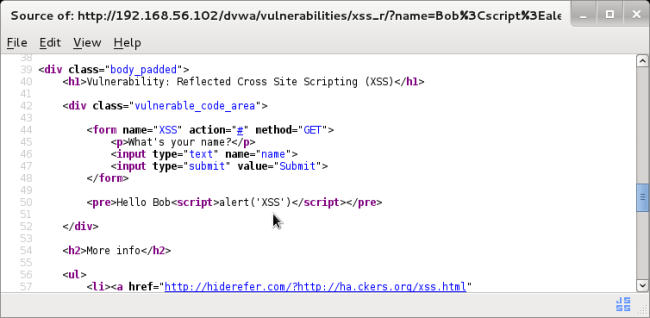 Source of: http://192.168.56.102/dvwa/vulnerabilities/xss_r/?name=Bob%3Cscript%3Eale
File Edit View Help
38
39 <div class="body_padded">
40 <h1>Vulnerability: Reflected Cross Site Scripting (XSS)</h1>
41
42 <div class="vulnerable_code_area">
43
44 <form name="XSS" action="#" method="GET">
45 <p>What's your name?</p>
46 <input type="text" name="name">
47 <input type="submit" value="Submit">
48 </form>
49
50 <pre>Hello Bob<script>alert('XSS')</script></pre>
51
52 </div>
53
54 <h2>More info</h2>
55
56 <ul>
57 <li><a href="http://hiderefer.com/?http://ha.ckers.org/xss.html"